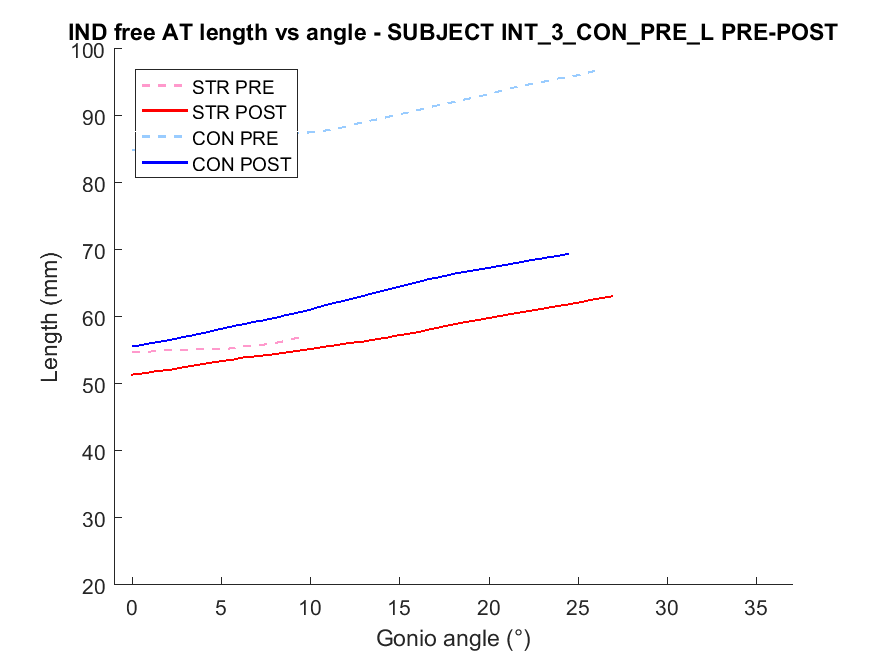 IND free AT length vs angle - SUBJECT INT_3_CON_PRE_L PRE-POST
100
90
80
70
60
50
40
30
20
Length (mm)
STR PRE
STR POST
CON PRE
CON POST
0 5 10 15 20 25 30 35
Gonio angle (°)